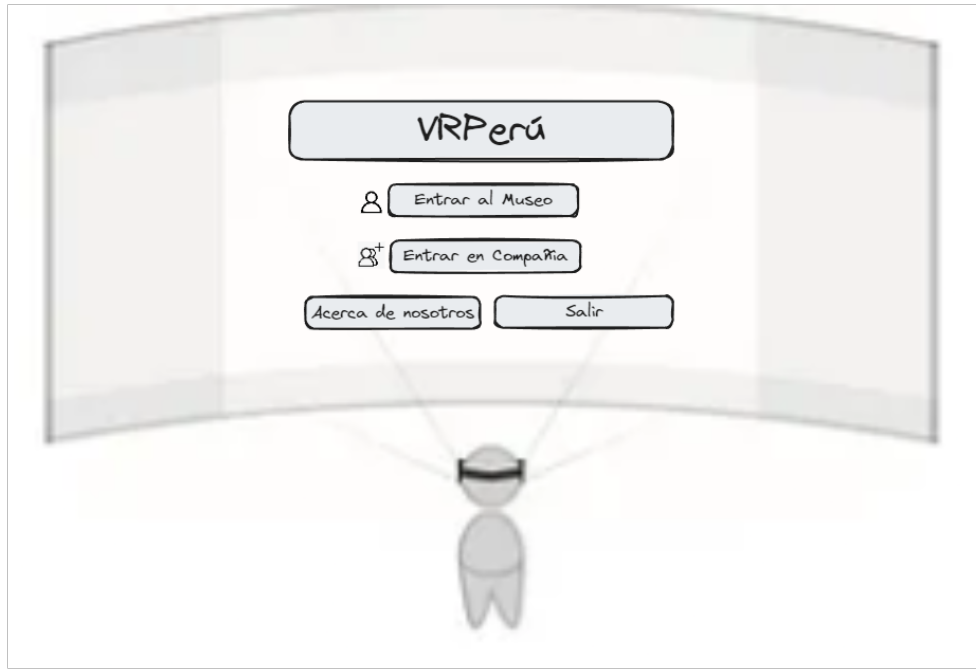 VRPerú
Entrar al Museo
Entrar en Compañia
Acerca de nosotros
Salir